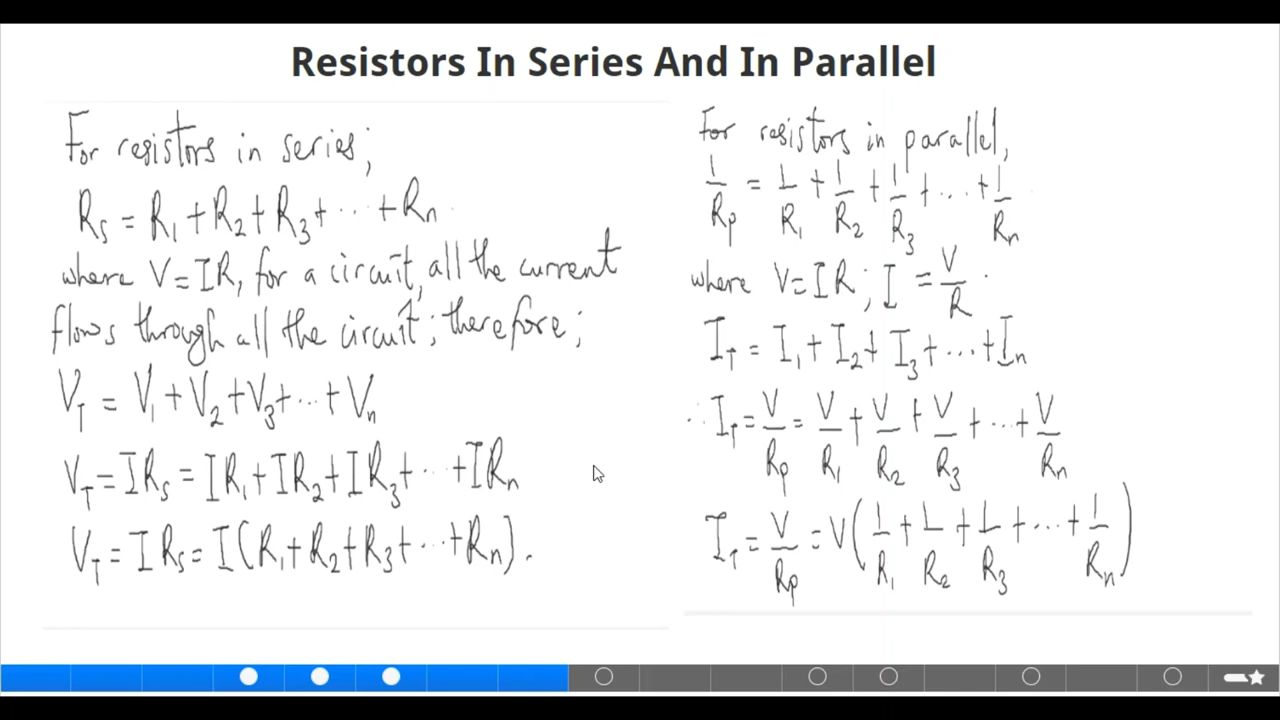 Resistors In Series And In Parallel
For resistors in series;
Rs = R1 + R2 + R3 + ... + Rn.
where V = IR, for a circuit, all the current
flows through all the circuit; therefore;
VT = V1 + V2 + V3 + ... + Vn
VT = IRs = IR1 + IR2 + IR3 + ... + IRn
VT = IRs = I(R1 + R2 + R3 + ... + Rn).
For resistors in parallel,
1/Rp = 1/R1 + 1/R2 + 1/R3 + ... + 1/Rn
where V = IR; I = V/R.
IT = I1 + I2 + I3 + ... + In
∴ IT = V/Rp = V/R1 + V/R2 + V/R3 + ... + V/Rn
IT = V/Rp = V(1/R1 + 1/R2 + 1/R3 + ... + 1/Rn)